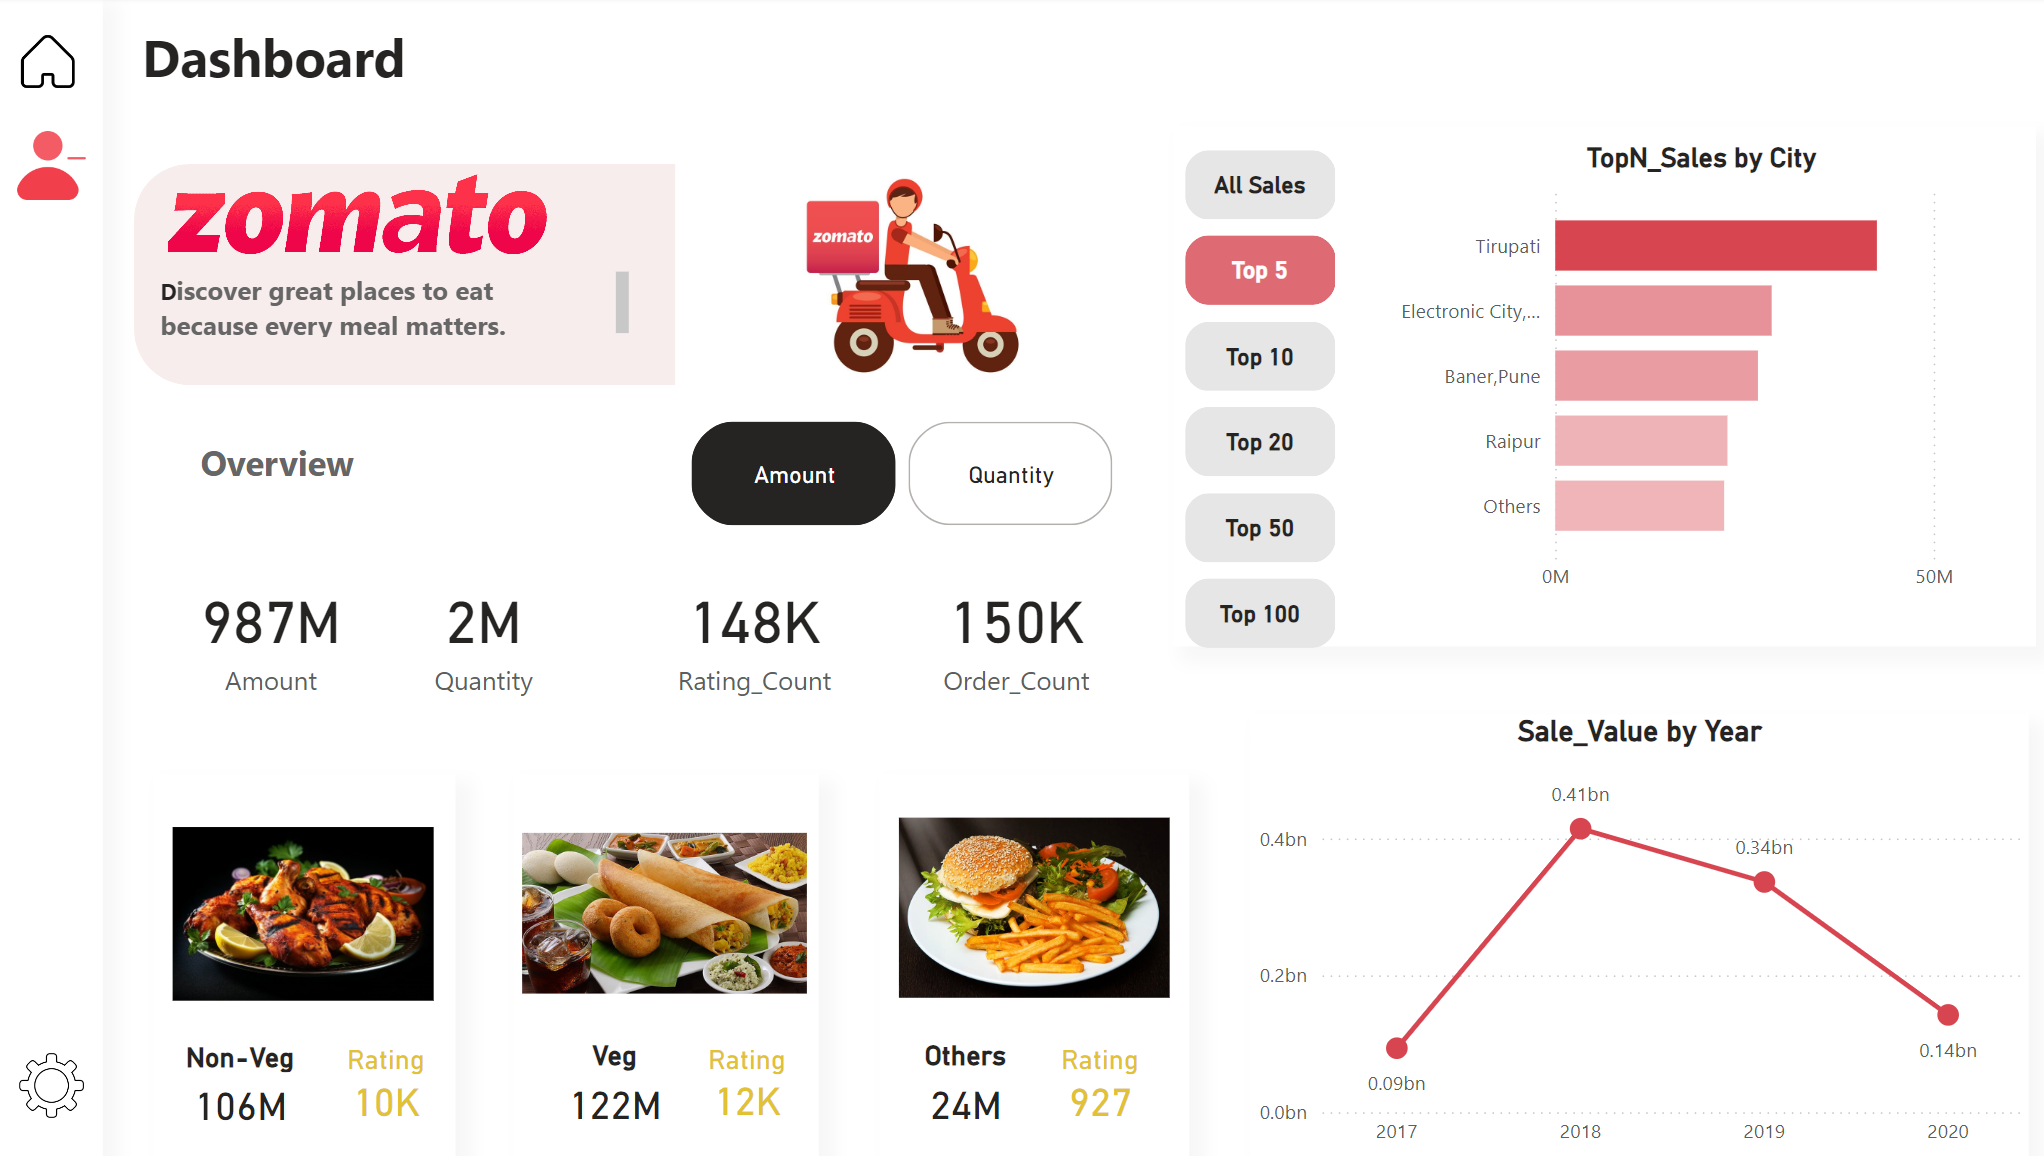 Dashboard
zomato
Discover great places to eat
because every meal matters.
zomato
Overview
Amount
Quantity
987M
Amount
2M
Quantity
148K
Rating_Count
150K
Order_Count
Non-Veg
106M
Rating
10K
Veg
122M
Rating
12K
Others
24M
Rating
927
All Sales
Top 5
Top 10
Top 20
Top 50
Top 100
TopN_Sales by City
Tirupati
Electronic City,...
Baner,Pune
Raipur
Others
0M
50M
Sale_Value by Year
0.4bn
0.2bn
0.0bn
0.09bn
0.41bn
0.34bn
0.14bn
2017
2018
2019
2020